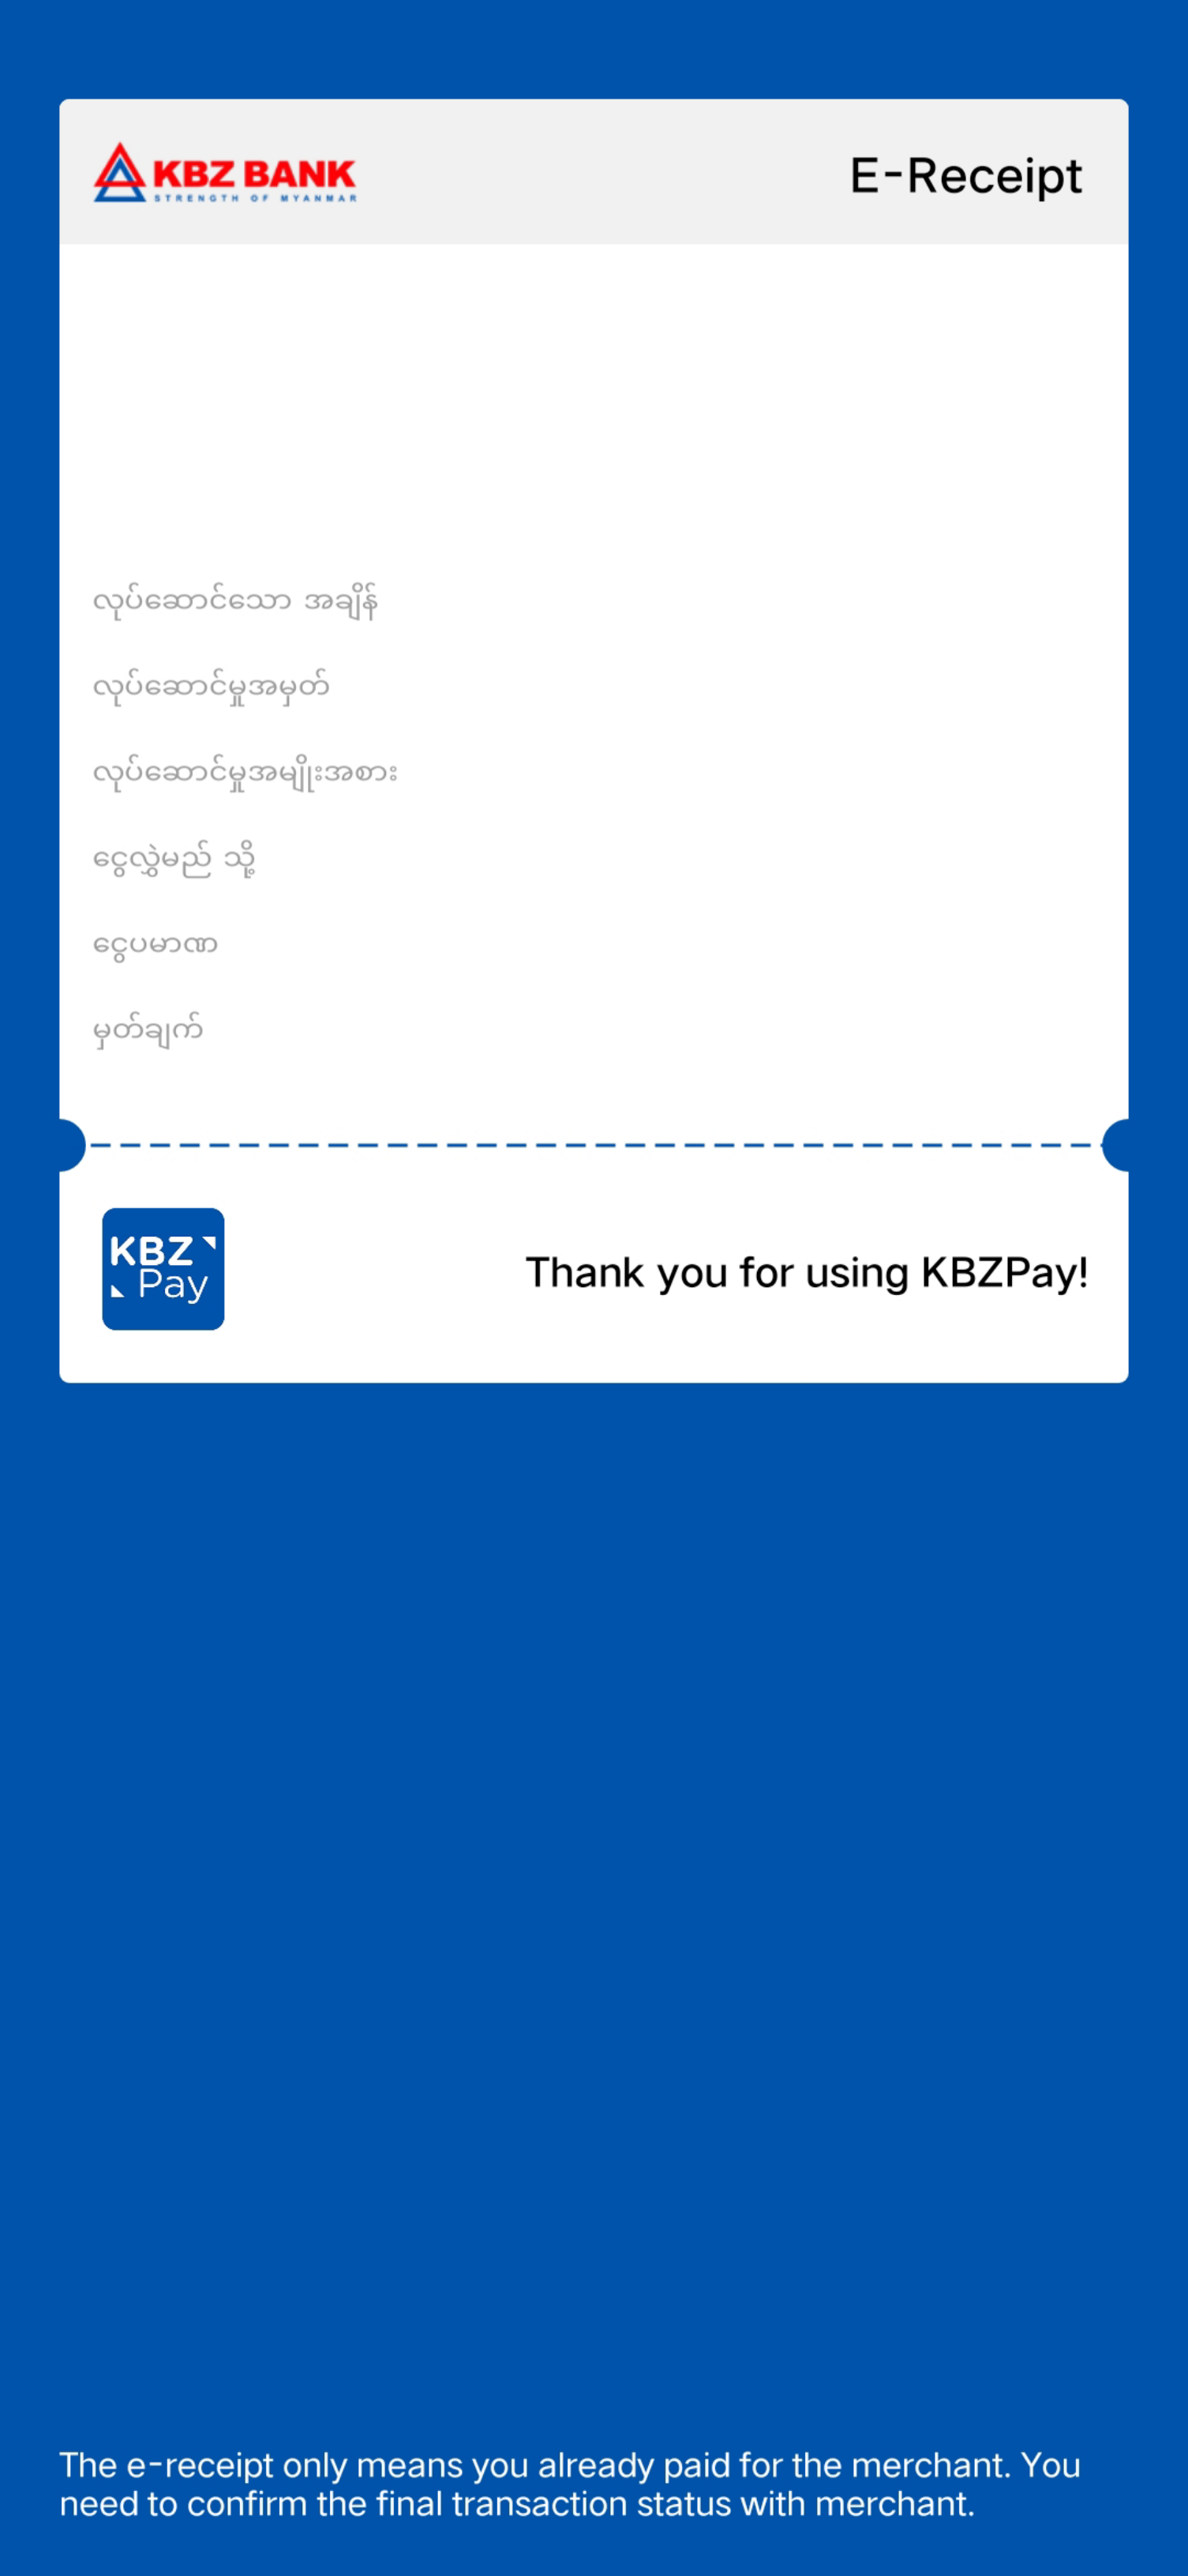 KBZ BANK
STRENGTH OF MYANMAR
E-Receipt
လုပ်ဆောင်သော အချိန်
လုပ်ဆောင်မှုအမှတ်
လုပ်ဆောင်မှုအမျိုးအစား
ငွေလွှဲမည် သို့
ငွေပမာဏ
မှတ်ချက်
KBZ
Pay
Thank you for using KBZPay!
The e-receipt only means you already paid for the merchant. You
need to confirm the final transaction status with merchant.